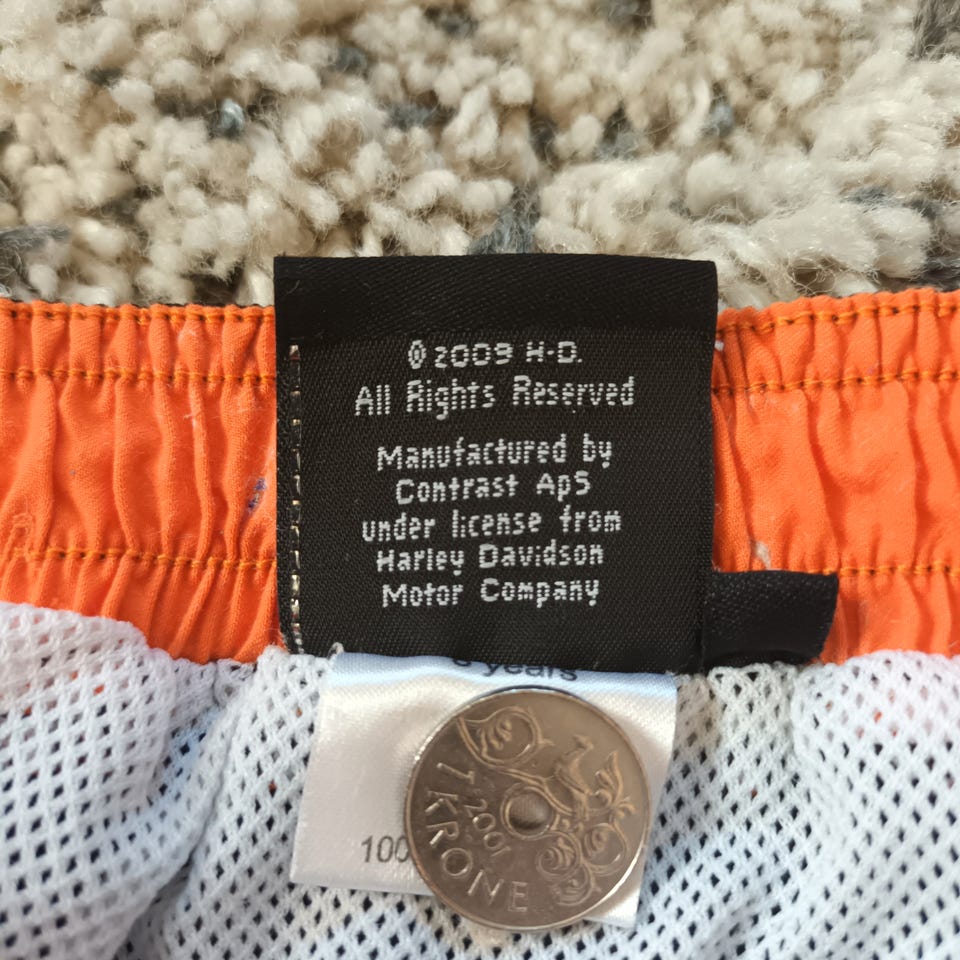 © 2009 H-D.
All Rights Reserved
Manufactured by
Contrast ApS
under license from
Harley Davidson
Motor Company
years
100
1 KRONE
2001